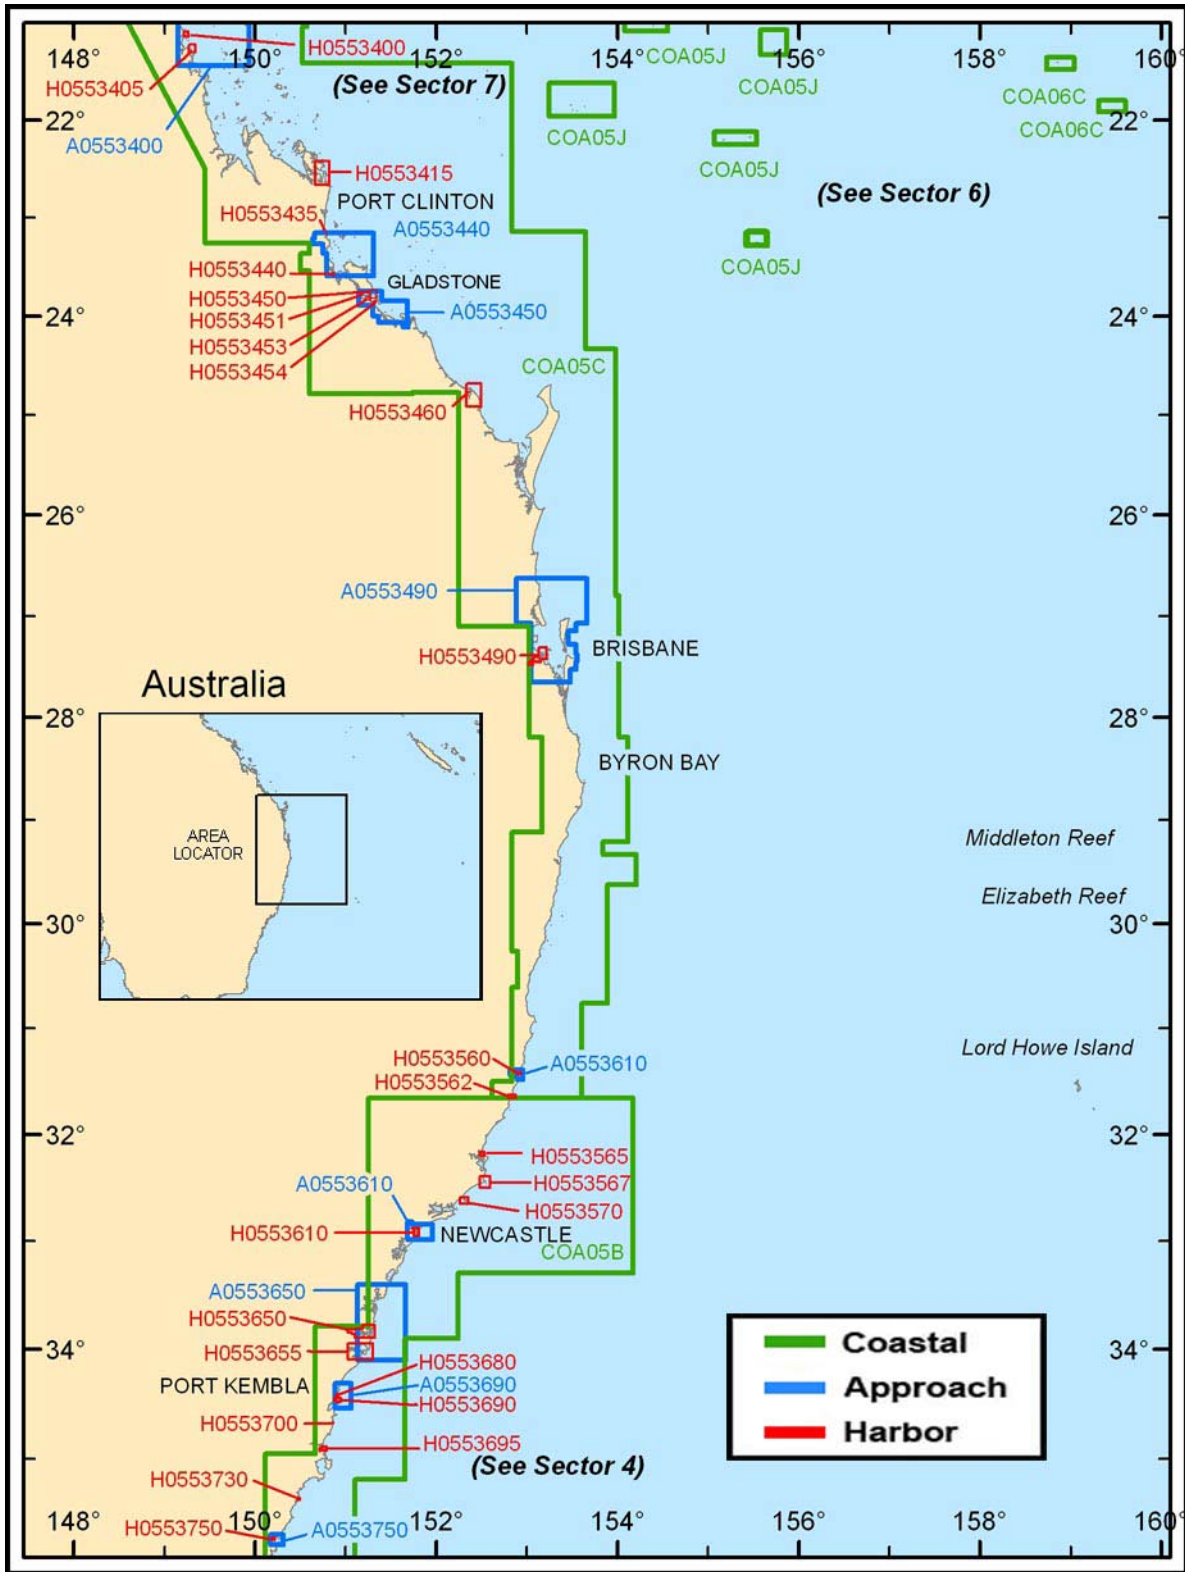 148°
H0553400
150°
152°
154°
156°
158°
160°
(See Sector 7)
H0553405
A0553400
COA05J
COA05J
COA06C
COA06C
22°
22°
COA05J
COA05J
(See Sector 6)
H0553415
PORT CLINTON
H0553435
A0553440
COA05J
H0553440
GLADSTONE
H0553450
H0553451
A0553450
24°
24°
H0553453
H0553454
COA05C
H0553460
26°
26°
A0553490
BRISBANE
H0553490
Australia
28°
28°
BYRON BAY
AREA
LOCATOR
Middleton Reef
Elizabeth Reef
30°
30°
Lord Howe Island
H0553560
A0553610
H0553562
32°
32°
H0553565
A0553610
H0553567
H0553570
H0553610
NEWCASTLE
COA05B
A0553650
H0553650
34°
34°
H0553655
H0553680
PORT KEMBLA
A0553690
H0553690
H0553700
H0553695
(See Sector 4)
H0553730
148°
150°
152°
154°
156°
158°
160°
H0553750
A0553750
Coastal
Approach
Harbor